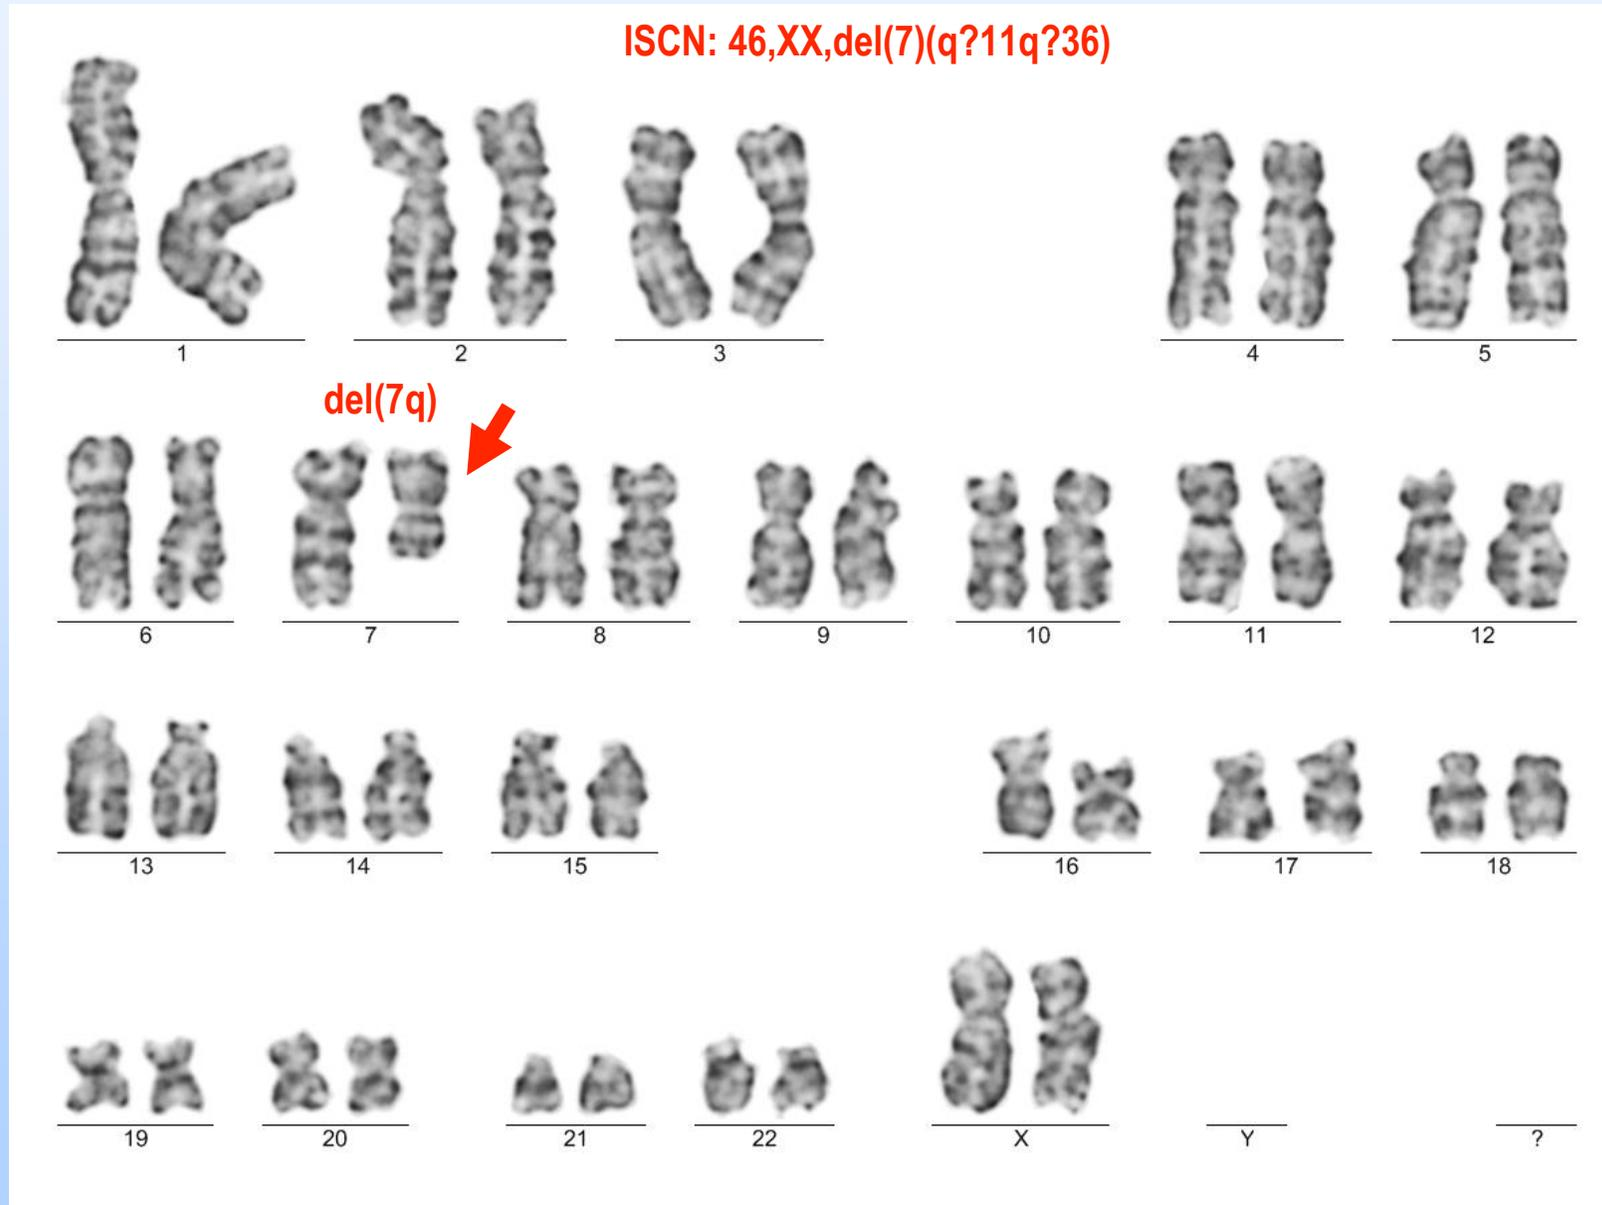 ISCN: 46,XX,del(7)(q?11q?36)
1 2 3 4 5
del(7q)
6 7 8 9 10 11 12
13 14 15 16 17 18
19 20 21 22 X Y ?